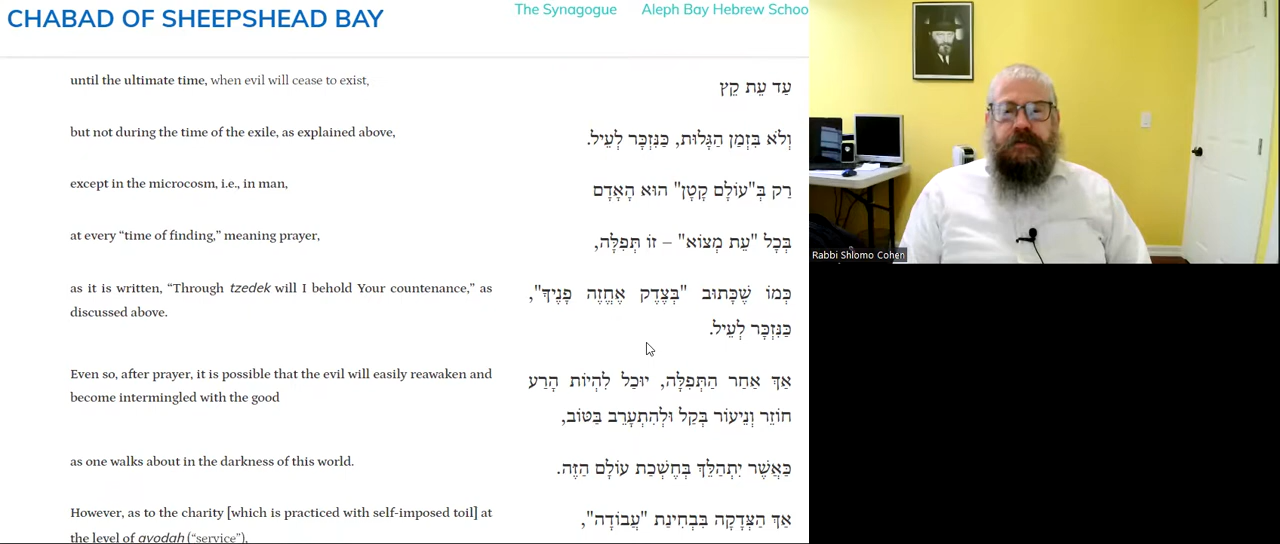 CHABAD OF SHEEPSHEAD BAY
The Synagogue Aleph Bay Hebrew Schoo
until the ultimate time, when evil will cease to exist,
עַד עֵת קֵץ
but not during the time of the exile, as explained above,
וְלֹא בִּזְמַן הַגָּלוּת, כַּנִּזְכָּר לְעֵיל.
except in the microcosm, i.e., in man,
רַק בְּ"עוֹלָם קָטָן" הוּא הָאָדָם
at every “time of finding,” meaning prayer,
בְּכָל "עֵת מְצוֹא" – זוֹ תְּפִלָּה,
as it is written, “Through tzedek will I behold Your countenance,” as
discussed above.
כְּמוֹ שֶׁכָּתוּב "בְּצֶדֶק אֶחֱזֶה פָנֶיךָ",
כַּנִּזְכָּר לְעֵיל.
Even so, after prayer, it is possible that the evil will easily reawaken and
become intermingled with the good
אַךְ אַחַר הַתְּפִלָּה, יוּכַל לִהְיוֹת הָרַע
חוֹזֵר וְנֵיעוֹר בְּקַל וּלְהִתְעָרֵב בַּטּוֹב,
as one walks about in the darkness of this world.
כַּאֲשֶׁר יִתְהַלֵּךְ בְּחֶשְׁכַת עוֹלָם הַזֶּה.
However, as to the charity [which is practiced with self-imposed toil] at
the level of avodah (“service”),
אַךְ הַצְּדָקָה בִּבְחִינַת "עֲבוֹדָה",
Rabbi Shlomo Cohen